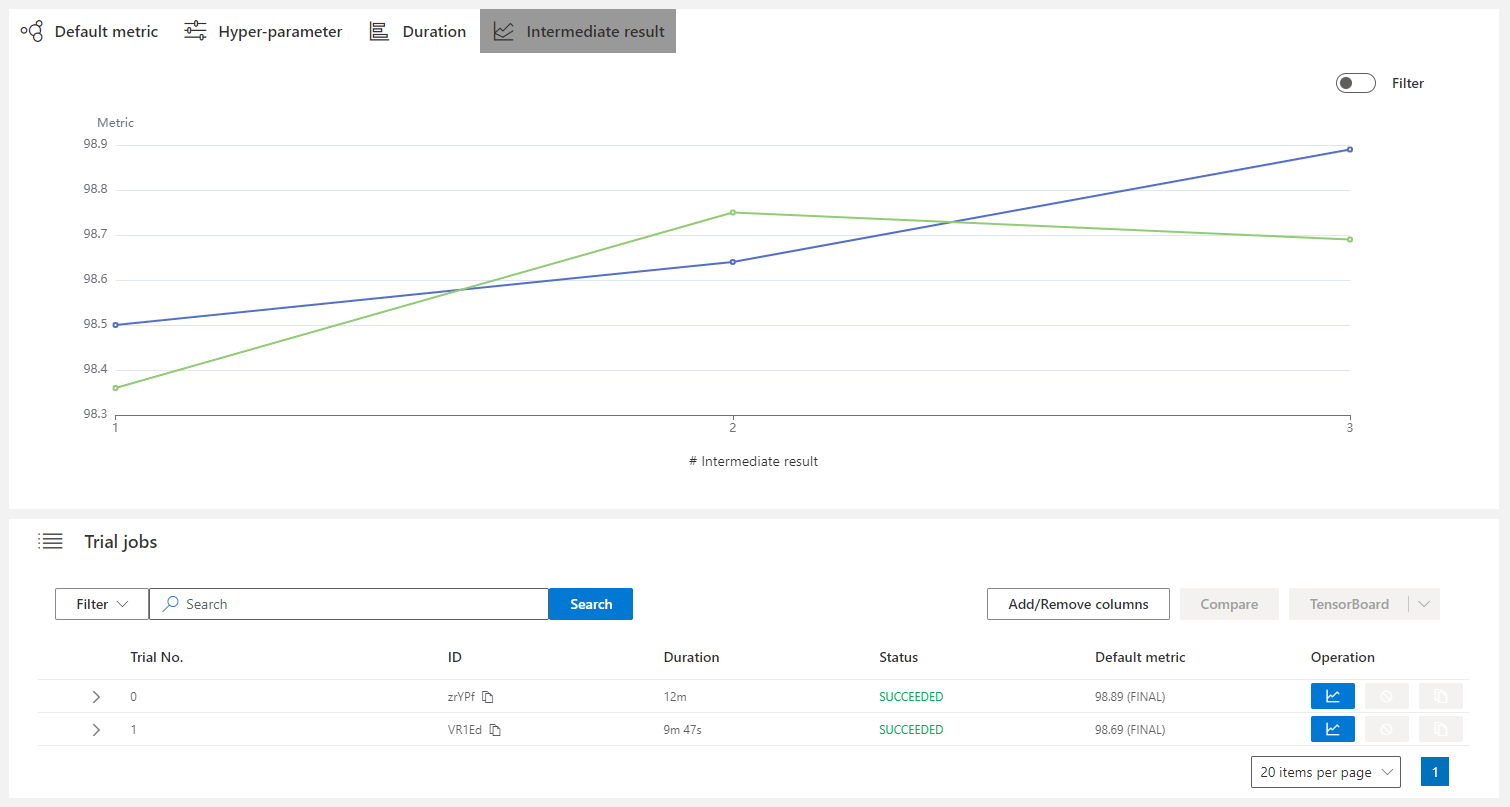 Default metric Hyper-parameter Duration Intermediate result
Filter
Metric
98.9
98.8
98.7
98.6
98.5
98.4
98.3
1 2 3
# Intermediate result
Trial jobs
Filter Search Search Add/Remove columns Compare TensorBoard
Trial No. ID Duration Status Default metric Operation
0 zrYPf 12m SUCCEEDED 98.89 (FINAL)
1 VR1Ed 9m 47s SUCCEEDED 98.69 (FINAL)
20 items per page 1